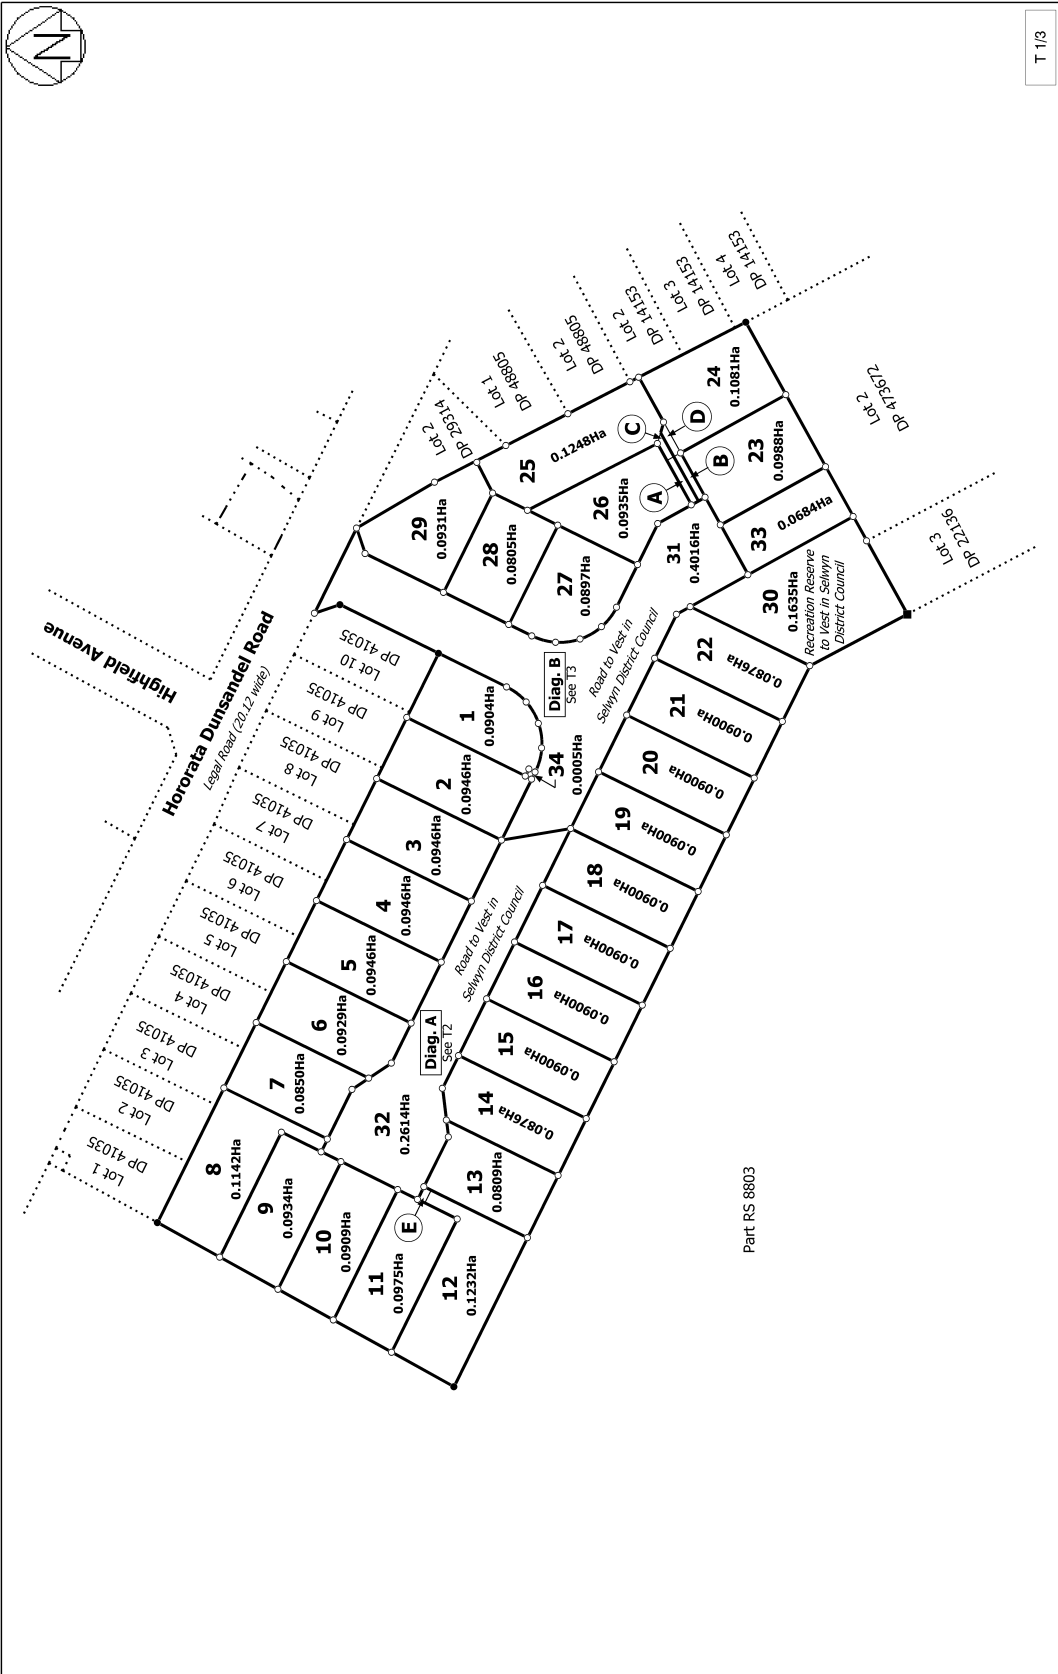 N
T 1/3
Highfield Avenue
Hororata Dunsandel Road
Legal Road (20.12 wide)
Lot 1
DP 41035
Lot 2
DP 41035
Lot 3
DP 41035
Lot 4
DP 41035
Lot 5
DP 41035
Lot 6
DP 41035
Lot 7
DP 41035
Lot 8
DP 41035
Lot 9
DP 41035
Lot 10
DP 41035
Lot 2
DP 29314
Lot 1
DP 48805
Lot 2
DP 48805
Lot 2
DP 14153
Lot 3
DP 14153
Lot 4
DP 14153
Lot 2
DP 473672
Lot 3
DP 22136
8
0.1142Ha
9
0.0934Ha
10
0.0909Ha
11
0.0975Ha
12
0.1232Ha
7
0.0850Ha
6
0.0929Ha
5
0.0946Ha
4
0.0946Ha
3
0.0946Ha
2
0.0946Ha
1
0.0904Ha
34
0.0005Ha
32
0.2614Ha
E
Diag. A
See T2
Road to Vest in
Selwyn District Council
Diag. B
See T3
Road to Vest in
Selwyn District Council
31
0.4016Ha
13
0.0809Ha
14
0.0876Ha
15
0.0900Ha
16
0.0900Ha
17
0.0900Ha
18
0.0900Ha
19
0.0900Ha
20
0.0900Ha
21
0.0900Ha
22
0.0876Ha
29
0.0931Ha
28
0.0805Ha
27
0.0897Ha
26
0.0935Ha
25
0.1248Ha
A
B
C
D
24
0.1081Ha
23
0.0988Ha
33
0.0684Ha
30
0.1635Ha
Recreation Reserve
to Vest in Selwyn
District Council
Part RS 8803